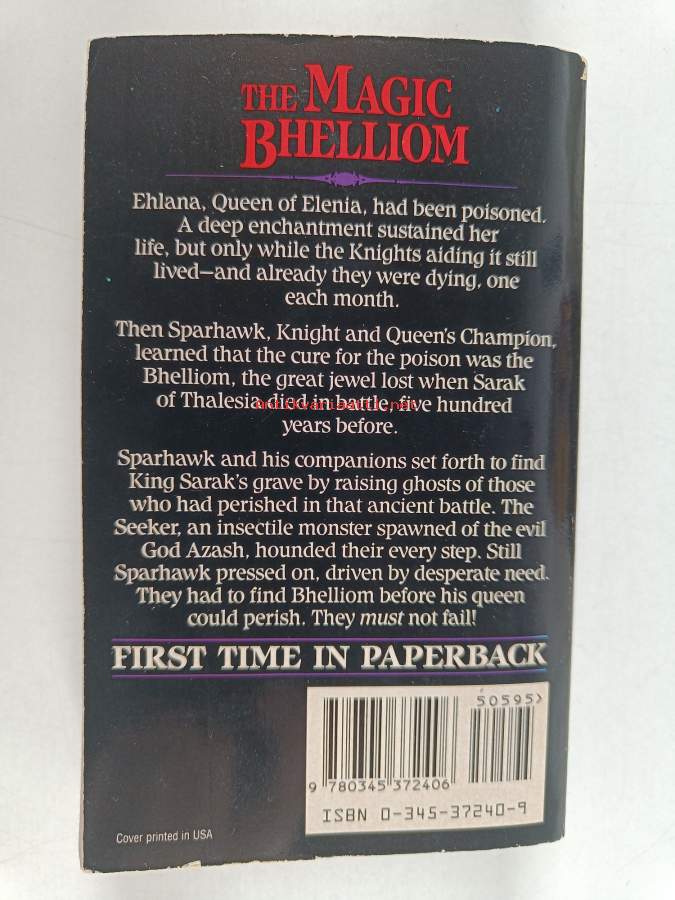 THE MAGIC
BHELLIOM
Ehlana, Queen of Elenia, had been poisoned.
A deep enchantment sustained her
life, but only while the Knights aiding it still
lived—and already they were dying, one
each month.
Then Sparhawk, Knight and Queen's Champion,
learned that the cure for the poison was the
Bhelliom, the great jewel lost when Sarak
of Thalesia died in battle, five hundred
years before.
antikvariaatti.net
Sparhawk and his companions set forth to find
King Sarak's grave by raising ghosts of those
who had perished in that ancient battle. The
Seeker, an insectile monster spawned of the evil
God Azash, hounded their every step. Still
Sparhawk pressed on, driven by desperate need.
They had to find Bhelliom before his queen
could perish. They must not fail!
FIRST TIME IN PAPERBACK
50595>
9 780345 372406
ISBN 0-345-37240-9
Cover printed in USA